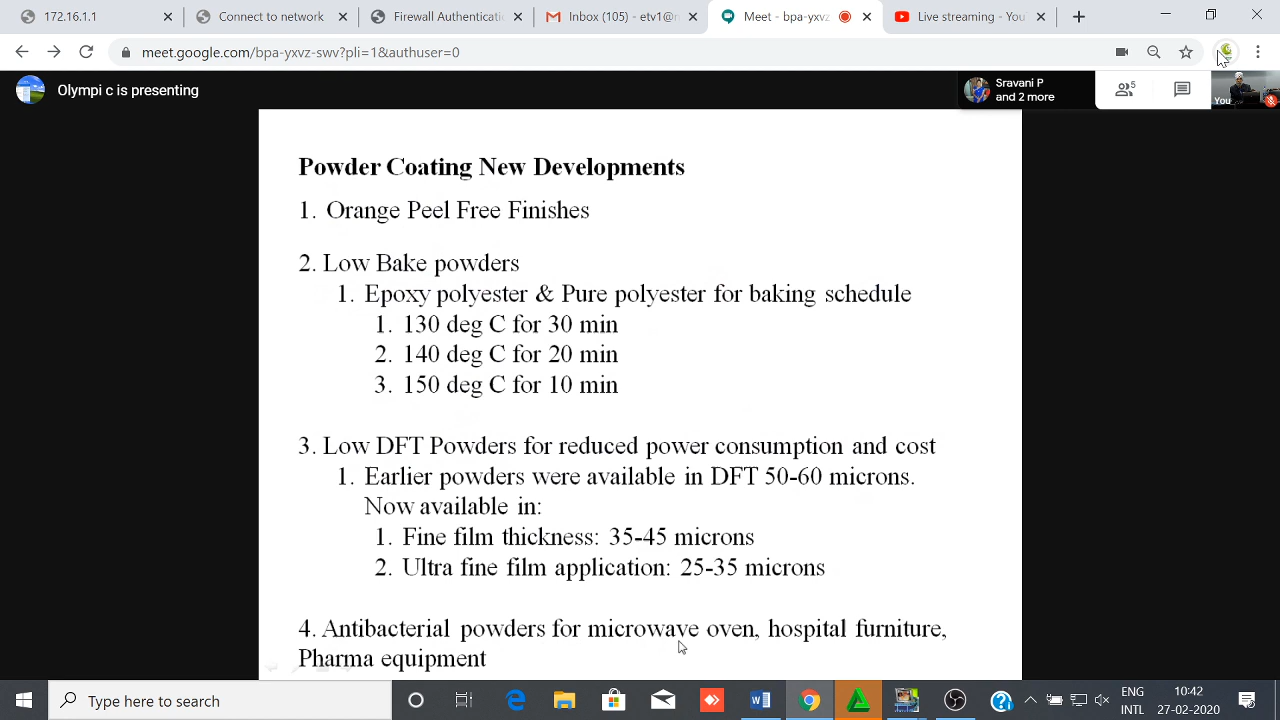 172.16.1.1
Connect to network
Firewall Authenticati
Inbox (105) - etv1@n
Meet - bpa-yxvz
Live streaming - You
meet.google.com/bpa-yxvz-swv?pli=1&authuser=0
Olympi c is presenting
Sravani P
and 2 more
5
You
Powder Coating New Developments
1. Orange Peel Free Finishes
2. Low Bake powders
1. Epoxy polyester & Pure polyester for baking schedule
1. 130 deg C for 30 min
2. 140 deg C for 20 min
3. 150 deg C for 10 min
3. Low DFT Powders for reduced power consumption and cost
1. Earlier powders were available in DFT 50-60 microns.
Now available in:
1. Fine film thickness: 35-45 microns
2. Ultra fine film application: 25-35 microns
4. Antibacterial powders for microwave oven, hospital furniture,
Pharma equipment
Type here to search
ENG
INTL
10:42
27-02-2020